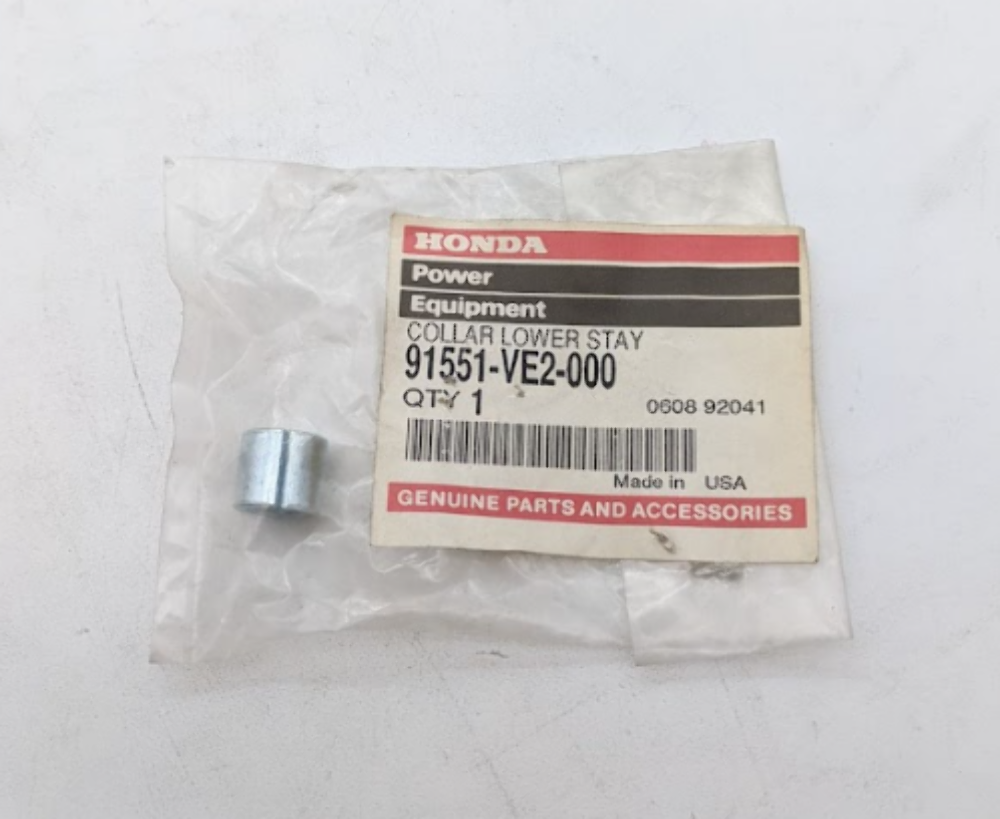 HONDA
Power
Equipment
COLLAR LOWER STAY
91551-VE2-000
QTY 1 0608 92041
Made in USA
GENUINE PARTS AND ACCESSORIES